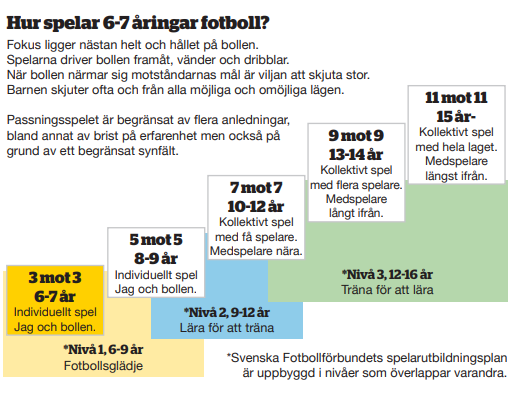 Hur spelar 6-7 åringar fotboll?
Fokus ligger nästan helt och hållet på bollen.
Spelarna driver bollen framåt, vänder och dribblar.
När bollen närmar sig motståndarnas mål är viljan att skjuta stor.
Barnen skjuter ofta och från alla möjliga och omöjliga lägen.
Passningsspelet är begränsat av flera anledningar,
bland annat av brist på erfarenhet men också på
grund av ett begränsat synfält.
11 mot 11
15 år-
Kollektivt spel
med hela laget.
Medspelare
längst ifrån.
9 mot 9
13-14 år
Kollektivt spel
med flera spelare.
Medspelare
långt ifrån.
7 mot 7
10-12 år
Kollektivt spel
med få spelare.
Medspelare nära.
5 mot 5
8-9 år
Individuellt spel
Jag och bollen.
3 mot 3
6-7 år
Individuellt spel
Jag och bollen.
*Nivå 3, 12-16 år
Träna för att lära
*Nivå 2, 9-12 år
Lära för att träna
*Nivå 1, 6-9 år
Fotbollsglädje
*Svenska Fotbollförbundets spelarutbildningsplan
är uppbyggd i nivåer som överlappar varandra.